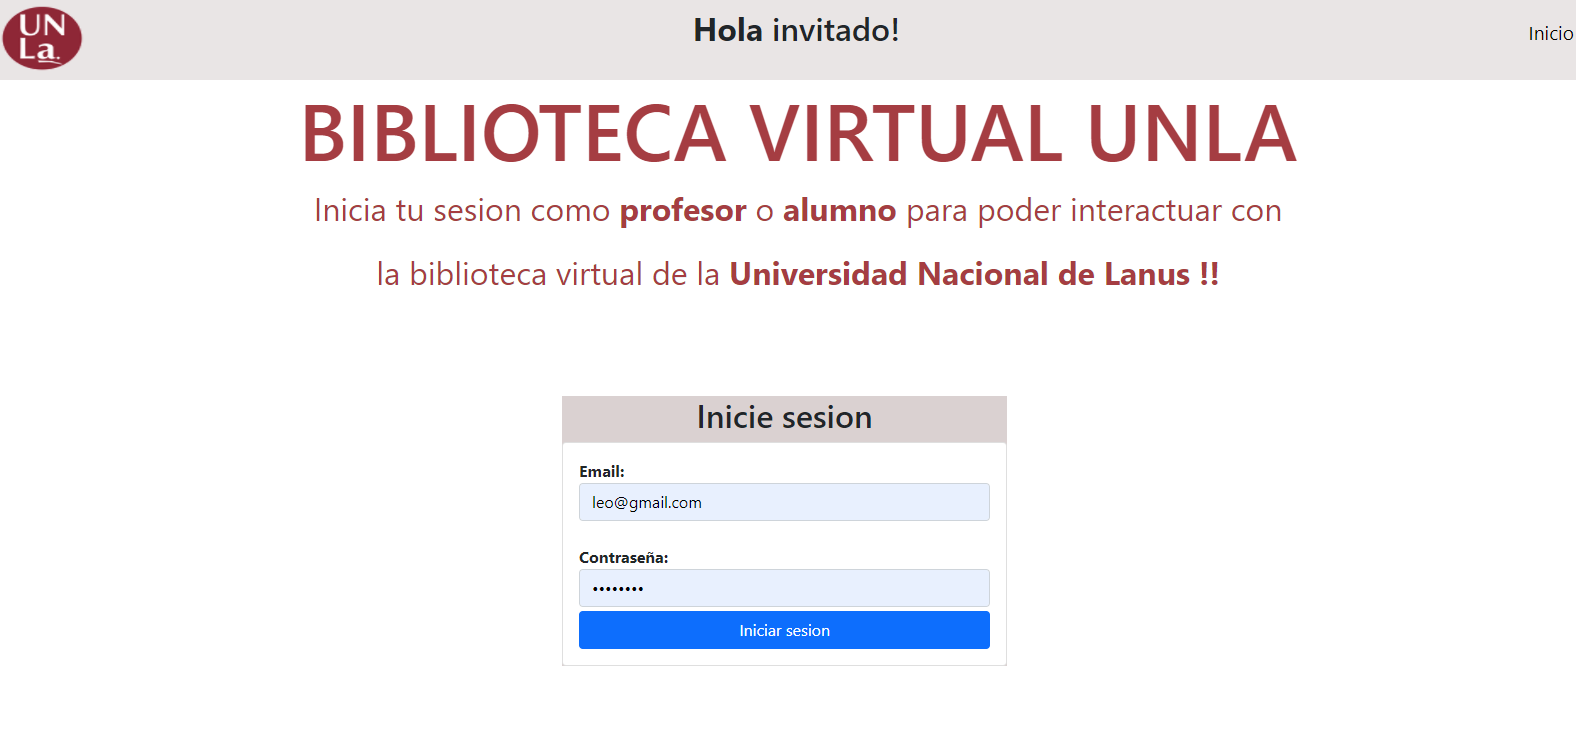 UN
La.
Hola invitado!
Inicio
BIBLIOTECA VIRTUAL UNLA
Inicia tu sesion como profesor o alumno para poder interactuar con
la biblioteca virtual de la Universidad Nacional de Lanus !!
Inicie sesion
Email:
leo@gmail.com
Contraseña:
••••••••
Iniciar sesion